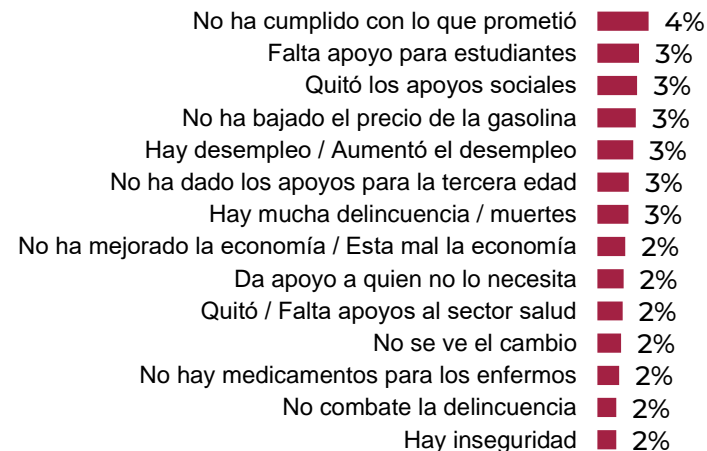 No ha cumplido con lo que prometió 4%
Falta apoyo para estudiantes 3%
Quitó los apoyos sociales 3%
No ha bajado el precio de la gasolina 3%
Hay desempleo / Aumentó el desempleo 3%
No ha dado los apoyos para la tercera edad 3%
Hay mucha delincuencia / muertes 3%
No ha mejorado la economía / Esta mal la economía 2%
Da apoyo a quien no lo necesita 2%
Quitó / Falta apoyos al sector salud 2%
No se ve el cambio 2%
No hay medicamentos para los enfermos 2%
No combate la delincuencia 2%
Hay inseguridad 2%